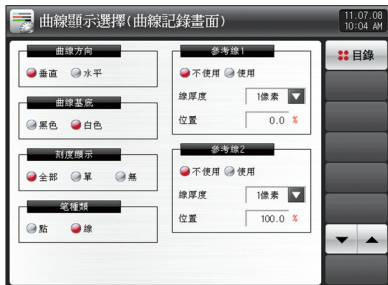 曲線顯示選擇(曲線記錄畫面)
11.07.08
10:04 AM
曲線方向
垂直 水平
曲線基底
黑色 白色
刻度顯示
全部 單 無
笔種類
點 線
參考線1
不使用 使用
線厚度 1像素
位置 0.0 %
參考線2
不使用 使用
線厚度 1像素
位置 100.0 %
目錄